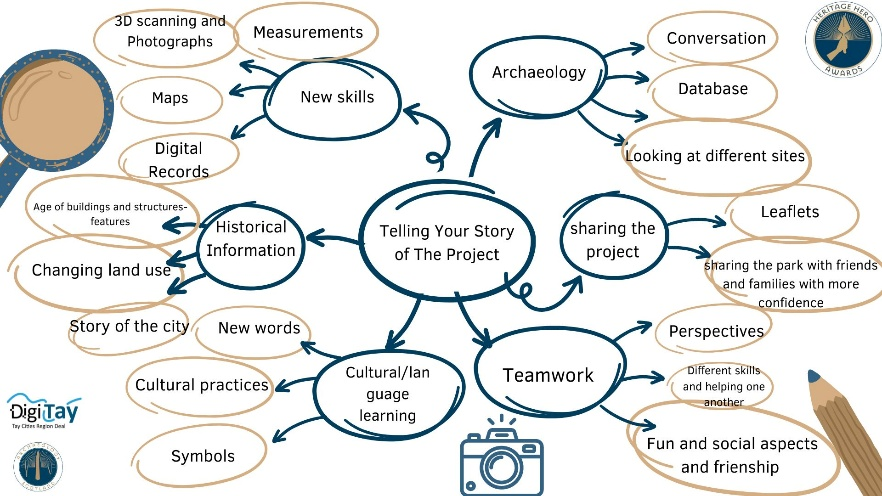 3D scanning and
Photographs
Measurements
New skills
Maps
Digital
Records
Archaeology
Conversation
Database
Looking at different sites
Age of buildings and structures-
features
Historical
Information
Changing land use
Story of the city
Telling Your Story
of The Project
sharing the
project
Leaflets
sharing the park with friends
and families with more
confidence
New words
Cultural practices
Symbols
Cultural/lan
guage
learning
Teamwork
Perspectives
Different skills
and helping one
another
Fun and social aspects
and frienship
HERITAGE HERO
AWARDS
DigiTay
Tay Cities Region Deal